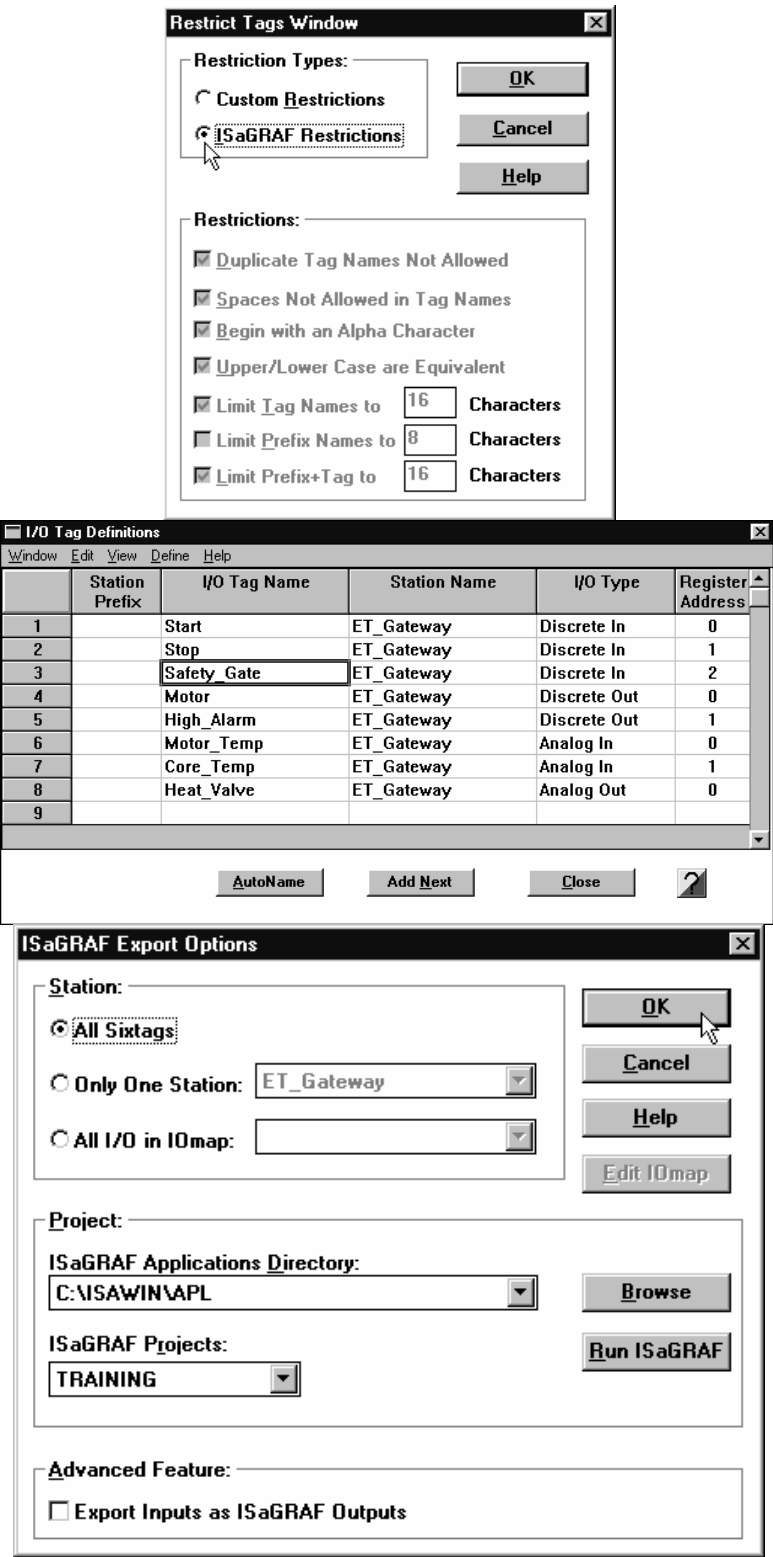 Restrict Tags Window
Restriction Types:
Custom Restrictions
ISaGRAF Restrictions
OK
Cancel
Help
Restrictions:
Duplicate Tag Names Not Allowed
Spaces Not Allowed in Tag Names
Begin with an Alpha Character
Upper/Lower Case are Equivalent
Limit Tag Names to 16 Characters
Limit Prefix Names to 8 Characters
Limit Prefix+Tag to 16 Characters
I/O Tag Definitions
Window Edit View Define Help
Station Prefix I/O Tag Name Station Name I/O Type Register Address
1 Start ET_Gateway Discrete In 0
2 Stop ET_Gateway Discrete In 1
3 Safety_Gate ET_Gateway Discrete In 2
4 Motor ET_Gateway Discrete Out 0
5 High_Alarm ET_Gateway Discrete Out 1
6 Motor_Temp ET_Gateway Analog In 0
7 Core_Temp ET_Gateway Analog In 1
8 Heat_Valve ET_Gateway Analog Out 0
9
AutoName Add Next Close ?
ISaGRAF Export Options
Station:
All Sixtags
Only One Station: ET_Gateway
All I/O in IOmap:
OK
Cancel
Help
Edit IOmap
Project:
ISaGRAF Applications Directory:
C:\ISAWIN\APL
Browse
ISaGRAF Projects:
TRAINING
Run ISaGRAF
Advanced Feature:
Export Inputs as ISaGRAF Outputs